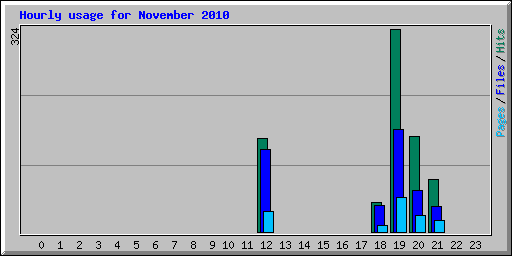 Hourly usage for November 2010
324
Pages/Files/Hits
0 1 2 3 4 5 6 7 8 9 10 11 12 13 14 15 16 17 18 19 20 21 22 23